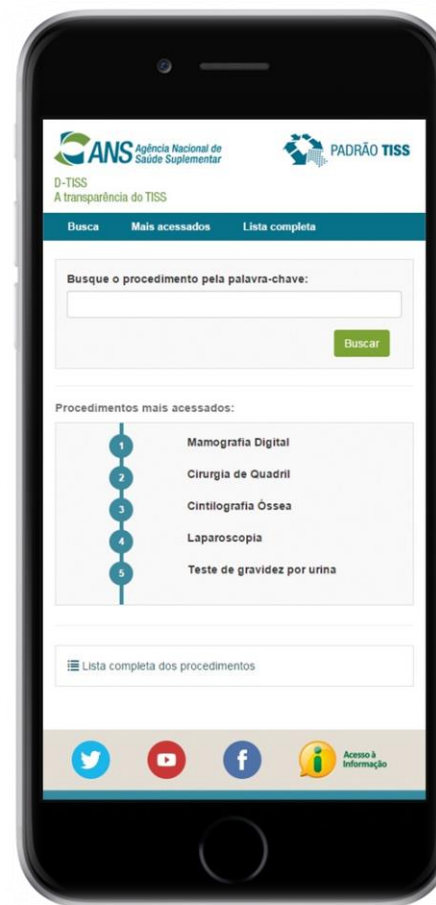 ANS Agência Nacional de
Saúde Suplementar
PADRÃO TISS
D-TISS
A transparência do TISS
Busca Mais acessados Lista completa
Busque o procedimento pela palavra-chave:
Buscar
Procedimentos mais acessados:
1 Mamografia Digital
2 Cirurgia de Quadril
3 Cintilografia Óssea
4 Laparoscopia
5 Teste de gravidez por urina
Lista completa dos procedimentos
f
i
Acesso à
Informação